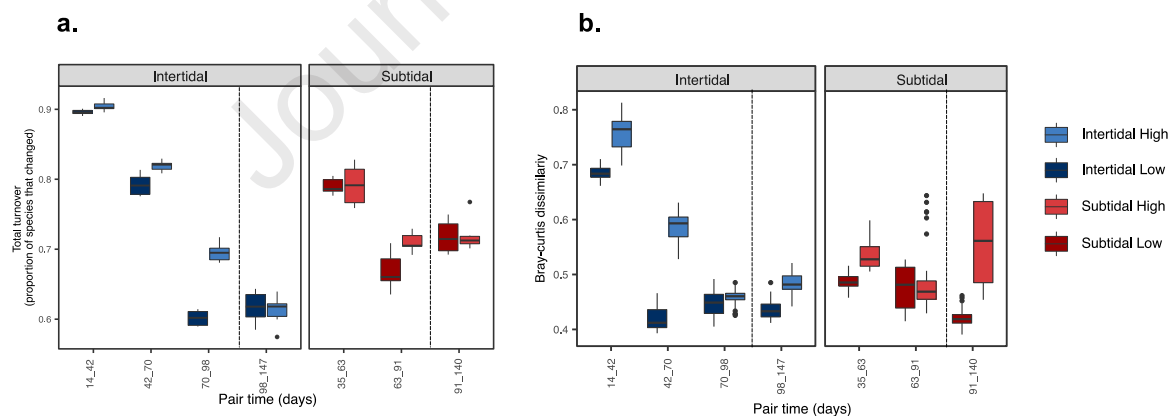 Journ
a.
Intertidal
Subtidal
Total turnover
(proportion of species that changed)
0.9
0.8
0.7
0.6
14_42
42_70
70_98
98_147
35_63
63_91
91_140
Pair time (days)
b.
Intertidal
Subtidal
Bray-curtis dissimilariy
0.8
0.7
0.6
0.5
0.4
14_42
42_70
70_98
98_147
35_63
63_91
91_140
Pair time (days)
Intertidal High
Intertidal Low
Subtidal High
Subtidal Low